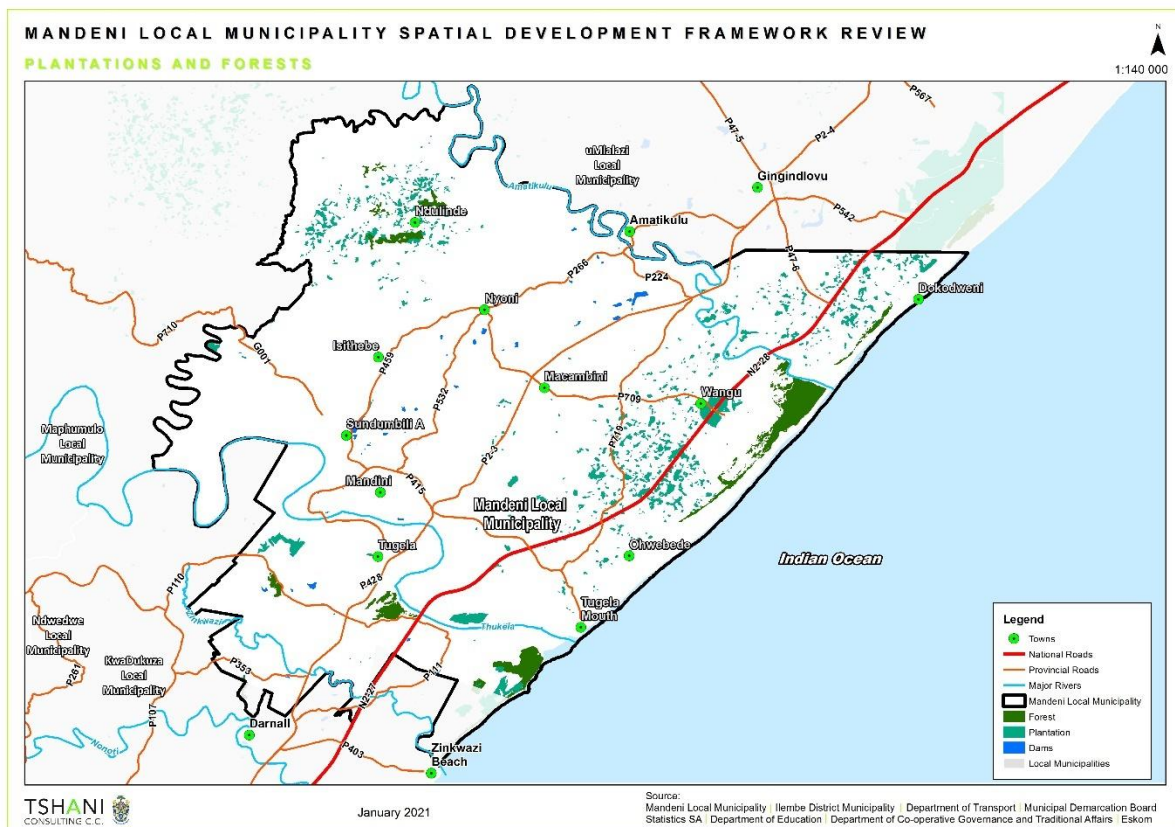 MANDENI LOCAL MUNICIPALITY SPATIAL DEVELOPMENT FRAMEWORK REVIEW
PLANTATIONS AND FORESTS
N
1:140 000
P567
P47-5
P2-4
uMlalazi
Local
Municipality
Gingindlovu
Amatikulu
Ndulinde
Amatikulu
P542
P47-6
P266
P224
Dokodweni
Nyoni
P710
G001
Isithebe
P459
N2-28
Macambini
P532
P709
Wangu
Maphumulo
Local
Municipality
Sundumbili A
P719
P2-3
Mandini
P415
Mandeni Local
Municipality
Tugela
Ohwebede
Indian Ocean
P110
P428
Zinkwazi
Tugela
Mouth
Thukela
Ndwedwe
Local
Municipality
KwaDukuza
Local
Municipality
P261
P353
P111
P107
N2-27
Darnall
Nonoti
P403
Zinkwazi
Beach
Legend
Towns
National Roads
Provincial Roads
Major Rivers
Mandeni Local Municipality
Forest
Plantation
Dams
Local Municipalities
TSHANI
CONSULTING C.C.
January 2021
Source:
Mandeni Local Municipality | Ilembe District Municipality | Department of Transport | Municipal Demarcation Board
Statistics SA | Department of Education | Department of Co-operative Governance and Traditional Affairs | Eskom